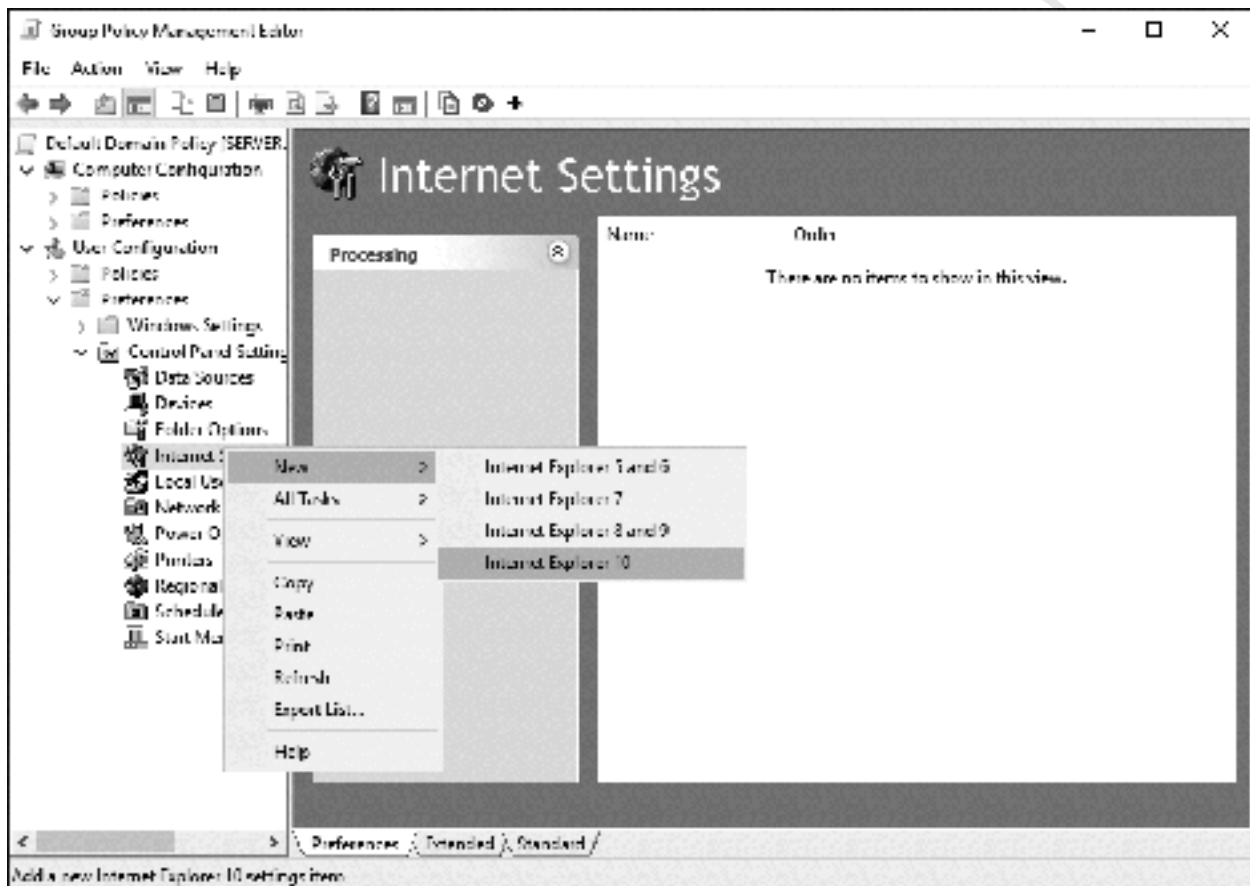 Group Policy Management Editor
File Action View Help
Default Domain Policy [SERVER.
Computer Configuration
Policies
Preferences
User Configuration
Policies
Preferences
Windows Settings
Control Panel Setting
Data Sources
Devices
Folder Options
Internet S
Local Us
Network
Power O
Printers
Regional
Schedule
Start Me
Internet Settings
Processing
Name Order
There are no items to show in this view.
New
All Tasks
View
Copy
Paste
Print
Refresh
Export List...
Help
Internet Explorer 5 and 6
Internet Explorer 7
Internet Explorer 8 and 9
Internet Explorer 10
Preferences Extended Standard
Add a new Internet Explorer 10 settings item